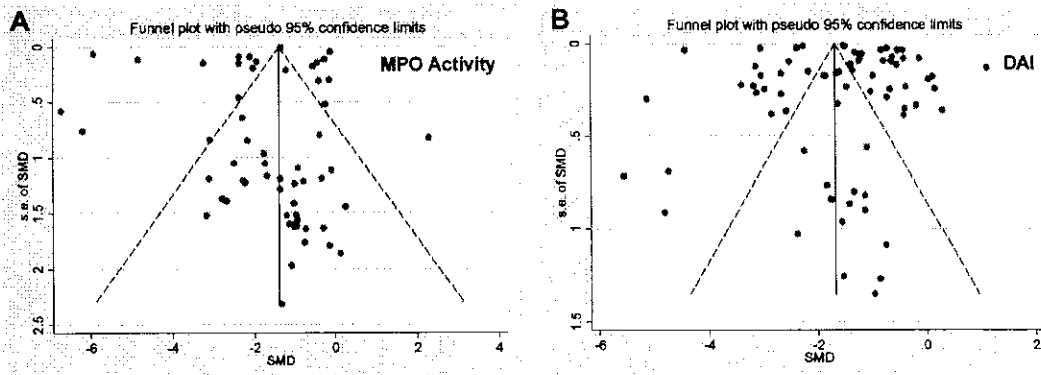 A
Funnel plot with pseudo 95% confidence limits
MPO Activity
s.e. of SMD
0
.5
1
1.5
2
2.5
-6
-4
-2
0
2
4
SMD
B
Funnel plot with pseudo 95% confidence limits
DAI
s.e. of SMD
0
.5
1
1.5
-6
-4
-2
0
2
SMD